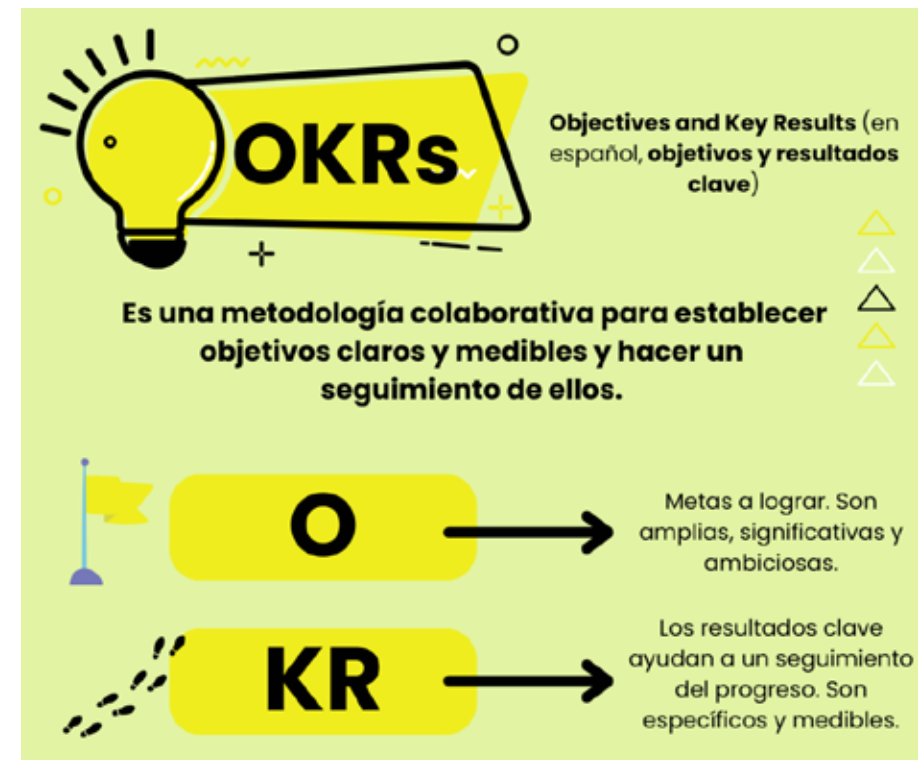 OKRs
Objectives and Key Results (en
español, objetivos y resultados
clave)
Es una metodología colaborativa para establecer
objetivos claros y medibles y hacer un
seguimiento de ellos.
O
Metas a lograr. Son
amplias, significativas y
ambiciosas.
KR
Los resultados clave
ayudan a un seguimiento
del progreso. Son
específicos y medibles.